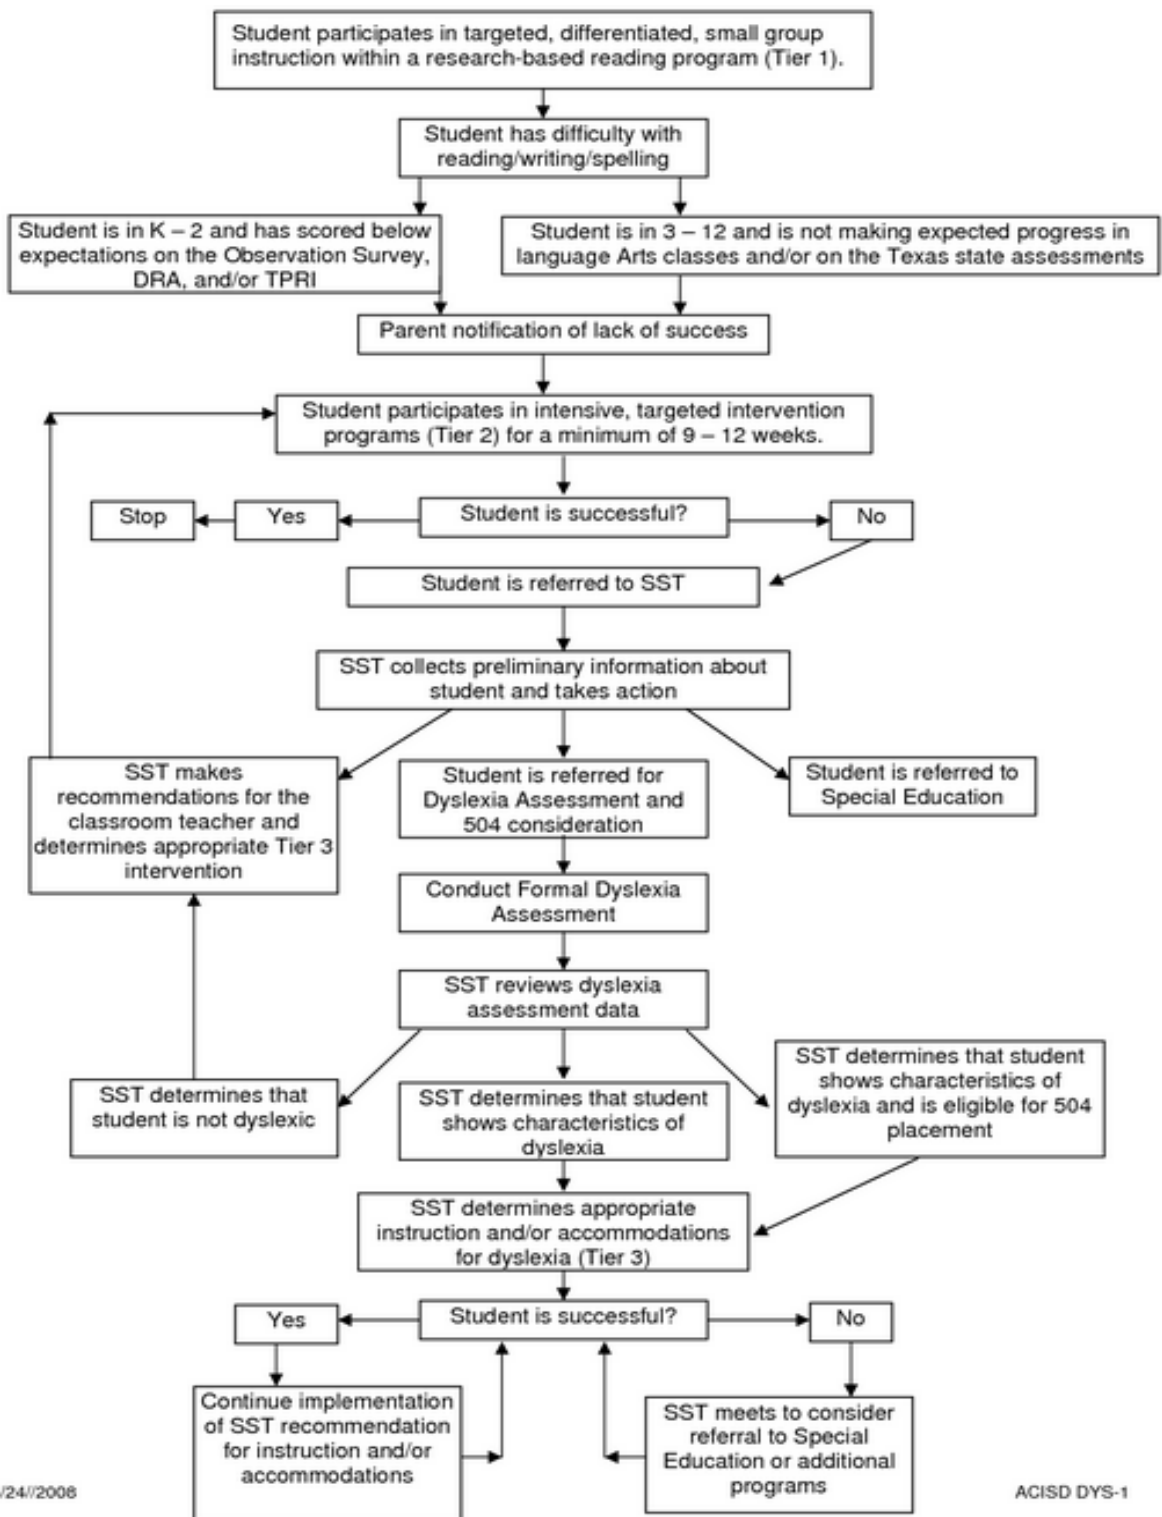 Student participates in targeted, differentiated, small group
instruction within a research-based reading program (Tier 1).
Student has difficulty with
reading/writing/spelling
Student is in K – 2 and has scored below
expectations on the Observation Survey,
DRA, and/or TPRI
Student is in 3 – 12 and is not making expected progress in
language Arts classes and/or on the Texas state assessments
Parent notification of lack of success
Student participates in intensive, targeted intervention
programs (Tier 2) for a minimum of 9 – 12 weeks.
Stop
Yes
Student is successful?
No
Student is referred to SST
SST collects preliminary information about
student and takes action
SST makes
recommendations for the
classroom teacher and
determines appropriate Tier 3
intervention
Student is referred for
Dyslexia Assessment and
504 consideration
Student is referred to
Special Education
Conduct Formal Dyslexia
Assessment
SST reviews dyslexia
assessment data
SST determines that
student is not dyslexic
SST determines that student
shows characteristics of
dyslexia
SST determines that student
shows characteristics of
dyslexia and is eligible for 504
placement
SST determines appropriate
instruction and/or accommodations
for dyslexia (Tier 3)
Yes
Student is successful?
No
Continue implementation
of SST recommendation
for instruction and/or
accommodations
SST meets to consider
referral to Special
Education or additional
programs
/24//2008
ACISD DYS-1